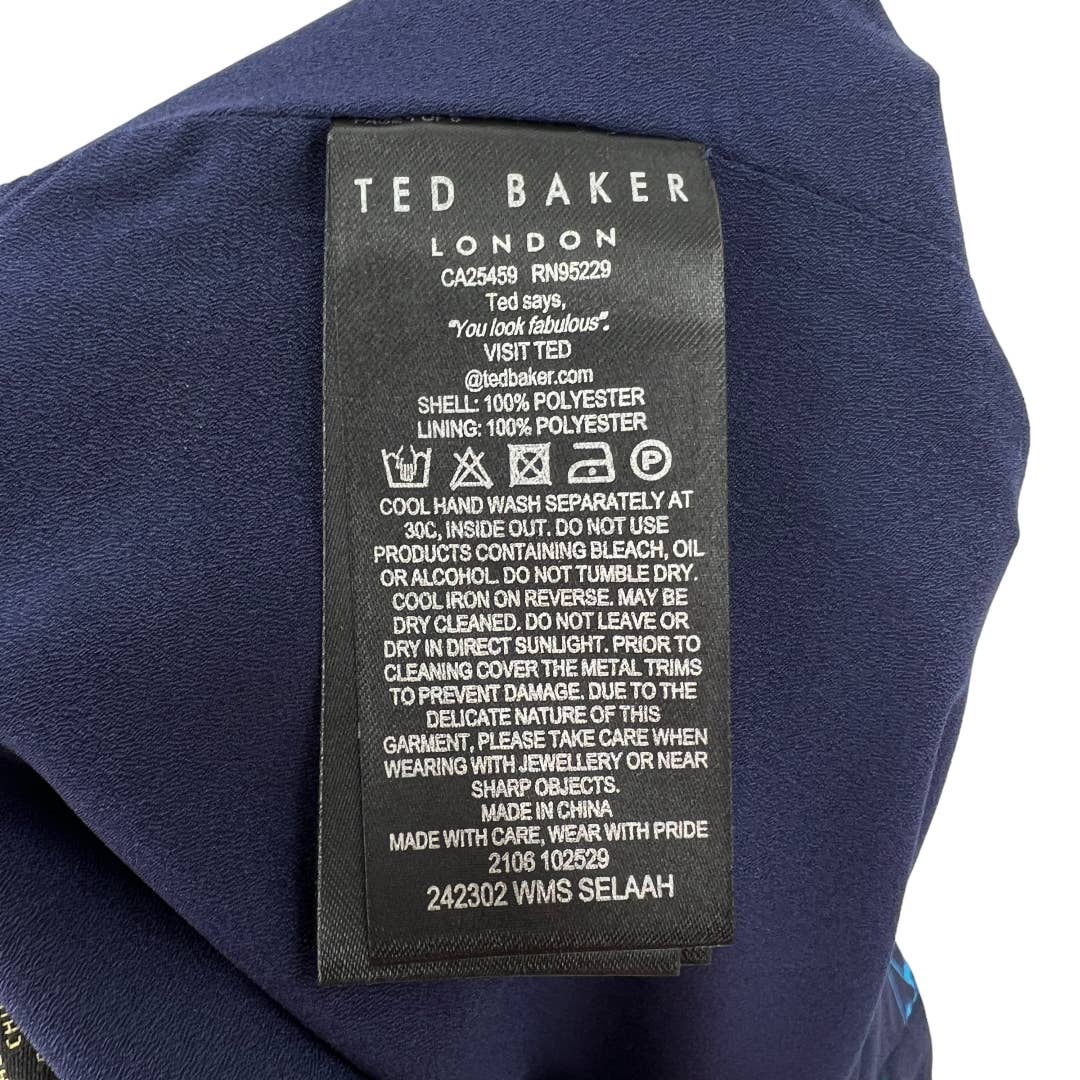 TED BAKER
LONDON
CA25459 RN95229
Ted says,
"You look fabulous".
VISIT TED
@tedbaker.com
SHELL: 100% POLYESTER
LINING: 100% POLYESTER
P
COOL HAND WASH SEPARATELY AT
30C, INSIDE OUT. DO NOT USE
PRODUCTS CONTAINING BLEACH, OIL
OR ALCOHOL. DO NOT TUMBLE DRY.
COOL IRON ON REVERSE. MAY BE
DRY CLEANED. DO NOT LEAVE OR
DRY IN DIRECT SUNLIGHT. PRIOR TO
CLEANING COVER THE METAL TRIMS
TO PREVENT DAMAGE. DUE TO THE
DELICATE NATURE OF THIS
GARMENT, PLEASE TAKE CARE WHEN
WEARING WITH JEWELLERY OR NEAR
SHARP OBJECTS.
MADE IN CHINA
MADE WITH CARE, WEAR WITH PRIDE
2106 102529
242302 WMS SELAAH